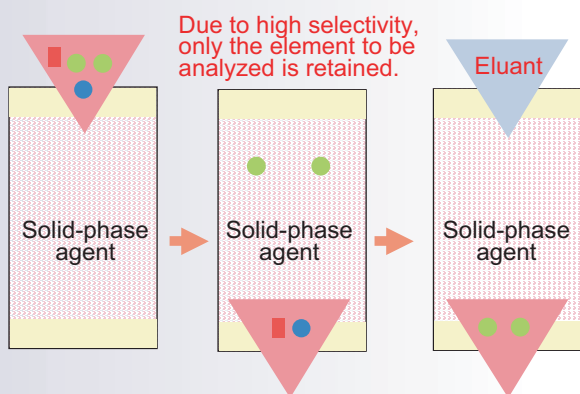 Due to high selectivity,
only the element to be
analyzed is retained.
Eluant
Solid-phase
agent
Solid-phase
agent
Solid-phase
agent